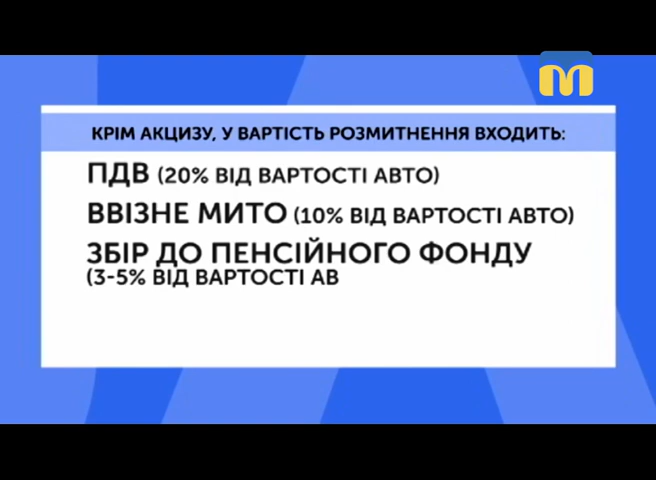 КРІМ АКЦИЗУ, У ВАРТІСТЬ РОЗМИТНЕННЯ ВХОДИТЬ:
ПДВ (20% ВІД ВАРТОСТІ АВТО)
ВВІЗНЕ МИТО (10% ВІД ВАРТОСТІ АВТО)
ЗБІР ДО ПЕНСІЙНОГО ФОНДУ
(3-5% ВІД ВАРТОСТІ АВ